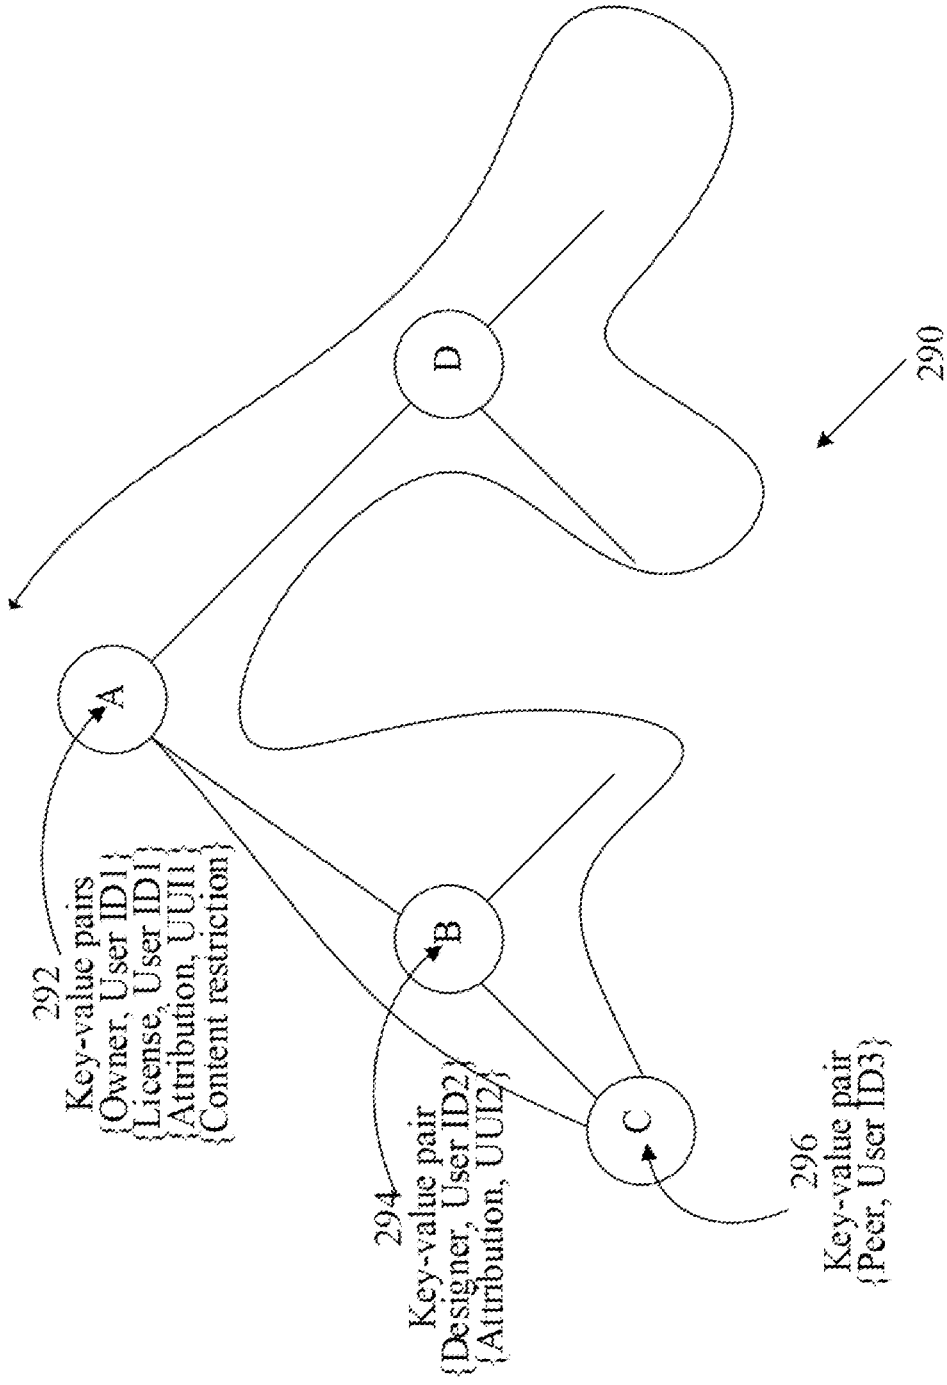 292
Key-value pairs
{Owner, User ID1}
{License, User ID1}
{Attribution, UUI1}
{Content restriction}
A
294
Key-value pair
{Designer, User ID2}
{Attribution, UUI2}
B
C
D
296
Key-value pair
{Peer, User ID3}
290